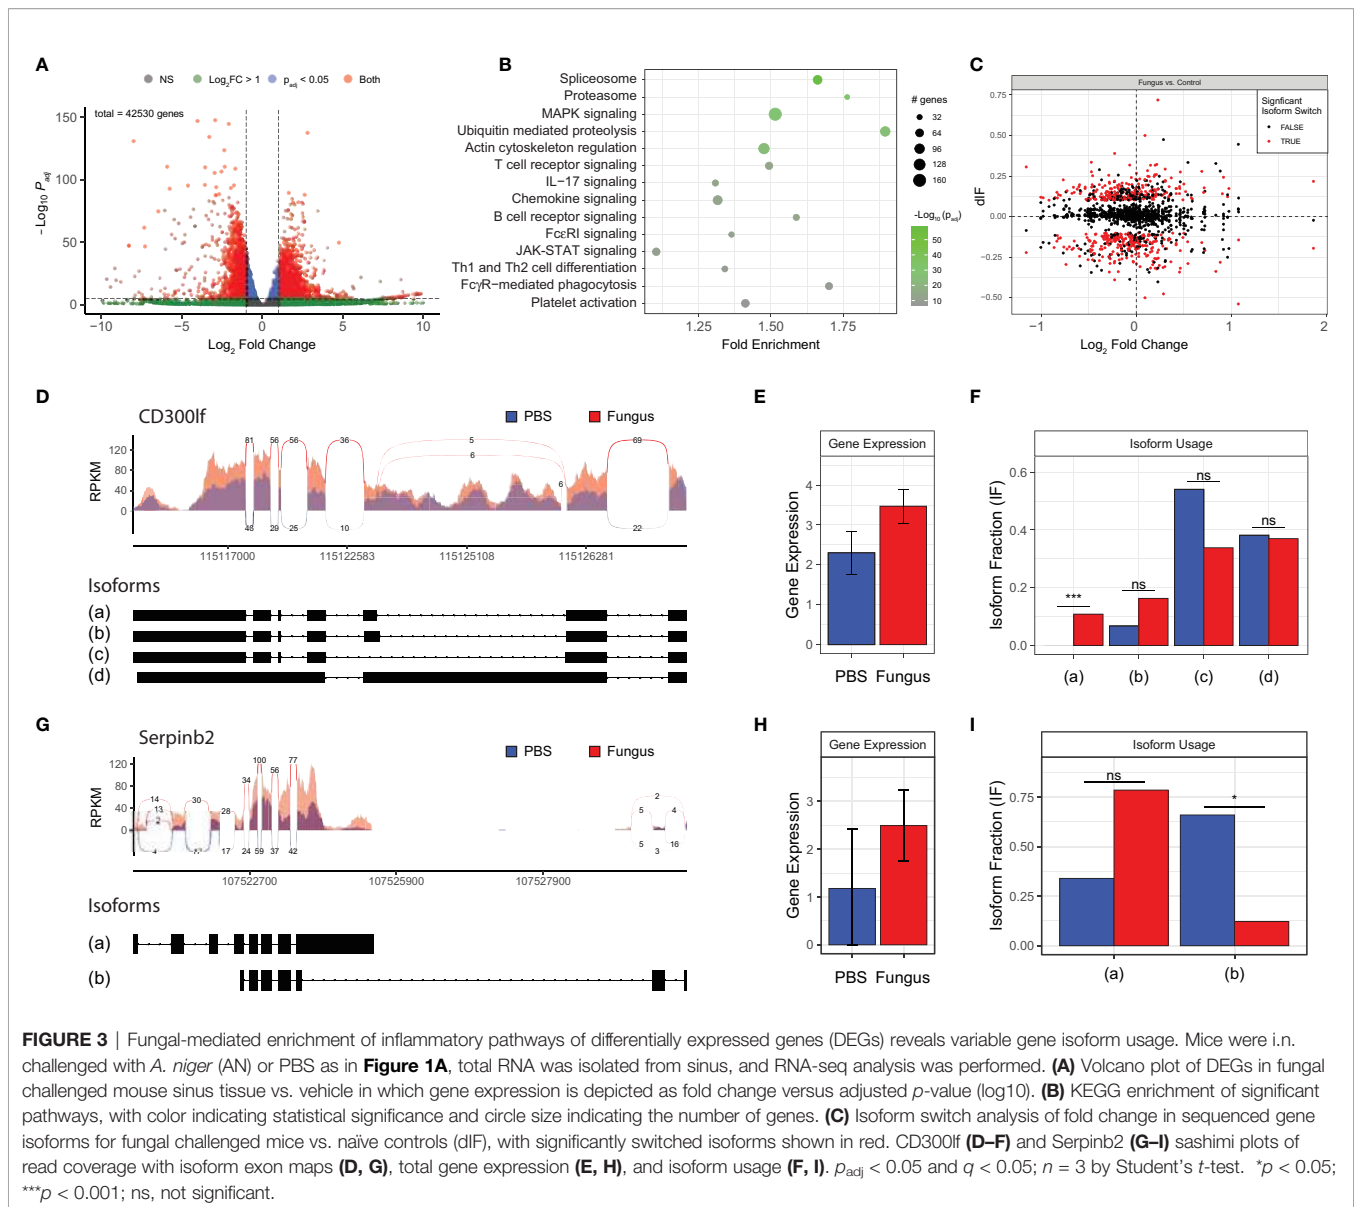 A
NS Log2FC > 1 padj < 0.05 Both
total = 42530 genes
150
100
50
0
−Log10 Padj
−10 −5 0 5 10
Log2 Fold Change
B
Spliceosome
Proteasome
MAPK signaling
Ubiquitin mediated proteolysis
Actin cytoskeleton regulation
T cell receptor signaling
IL−17 signaling
Chemokine signaling
B cell receptor signaling
FcεRI signaling
JAK-STAT signaling
Th1 and Th2 cell differentiation
FcγR−mediated phagocytosis
Platelet activation
1.25 1.50 1.75
Fold Enrichment
# genes
32
64
96
128
160
-Log10 (padj)
50
40
30
20
10
C
Fungus vs. Control
Signficant
Isoform Switch
FALSE
TRUE
0.75
0.50
0.25
0.00
−0.25
−0.50
dIF
−1 0 1 2
Log2 Fold Change
D
CD300lf
PBS Fungus
120
80
40
0
RPKM
81 56 56 36 5 6 6 69
48 29 25 10 22
115117000 115122583 115125108 115126281
Isoforms
(a)
(b)
(c)
(d)
E
Gene Expression
Gene Expression
4
3
2
1
0
PBS Fungus
F
Isoform Usage
Isoform Fraction (IF)
0.6
0.4
0.2
0.0
*** ns ns ns
(a) (b) (c) (d)
G
Serpinb2
PBS Fungus
120
80
40
0
RPKM
14 13 2 30 28 34 100 56 77 2 5 4
17 24 59 37 42 5 3 16
107522700 107525900 107527900
Isoforms
(a)
(b)
H
Gene Expression
Gene Expression
3
2
1
0
PBS Fungus
I
Isoform Usage
Isoform Fraction (IF)
0.75
0.50
0.25
0.00
ns *
(a) (b)
FIGURE 3 | Fungal-mediated enrichment of inflammatory pathways of differentially expressed genes (DEGs) reveals variable gene isoform usage. Mice were i.n.
challenged with A. niger (AN) or PBS as in Figure 1A, total RNA was isolated from sinus, and RNA-seq analysis was performed. (A) Volcano plot of DEGs in fungal
challenged mouse sinus tissue vs. vehicle in which gene expression is depicted as fold change versus adjusted p-value (log10). (B) KEGG enrichment of significant
pathways, with color indicating statistical significance and circle size indicating the number of genes. (C) Isoform switch analysis of fold change in sequenced gene
isoforms for fungal challenged mice vs. naïve controls (dIF), with significantly switched isoforms shown in red. CD300lf (D–F) and Serpinb2 (G–I) sashimi plots of
read coverage with isoform exon maps (D, G), total gene expression (E, H), and isoform usage (F, I). padj < 0.05 and q < 0.05; n = 3 by Student's t-test. *p < 0.05;
***p < 0.001; ns, not significant.